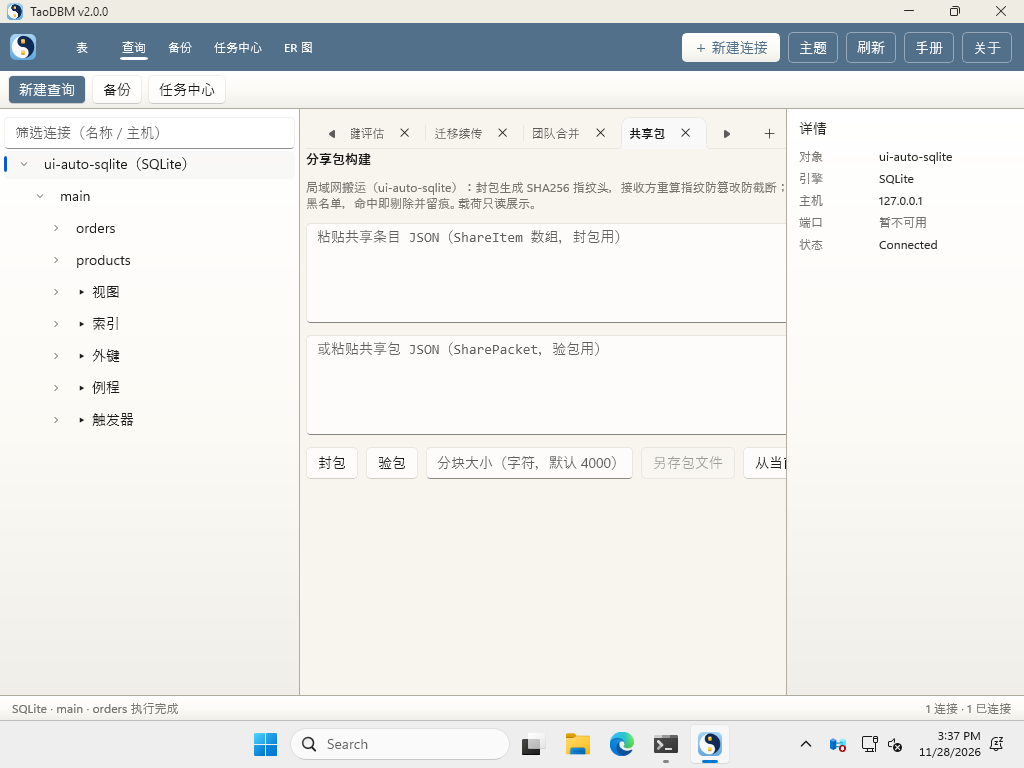 TaoDBM v2.0.0
表 查询 备份 任务中心 ER 图 + 新建连接 主题 刷新 手册 关于
新建查询 备份 任务中心
筛选连接（名称 / 主机）
ui-auto-sqlite（SQLite）
main
orders
products
视图
索引
外键
例程
触发器
健评估 迁移续传 团队合并 共享包
分享包构建
局域网搬运（ui-auto-sqlite）：封包生成 SHA256 指纹头，接收方重算指纹防篡改防截断；
黑名单，命中即剔除并留痕。载荷只读展示。
粘贴共享条目 JSON（ShareItem 数组，封包用）
或粘贴共享包 JSON（SharePacket，验包用）
封包 验包 分块大小（字符，默认 4000） 另存包文件 从当前
详情
对象 ui-auto-sqlite
引擎 SQLite
主机 127.0.0.1
端口 暂不可用
状态 Connected
SQLite · main · orders 执行完成
1 连接 · 1 已连接
Search
3:37 PM
11/28/2026